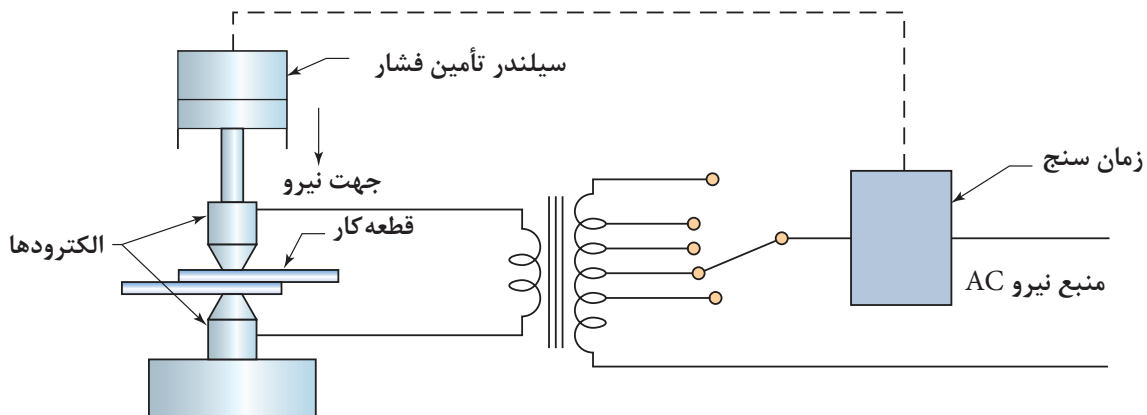 سیلندر تأمین فشار
زمان سنج
جهت نیرو
قطعه‌کار
الکترودها
منبع نیرو AC